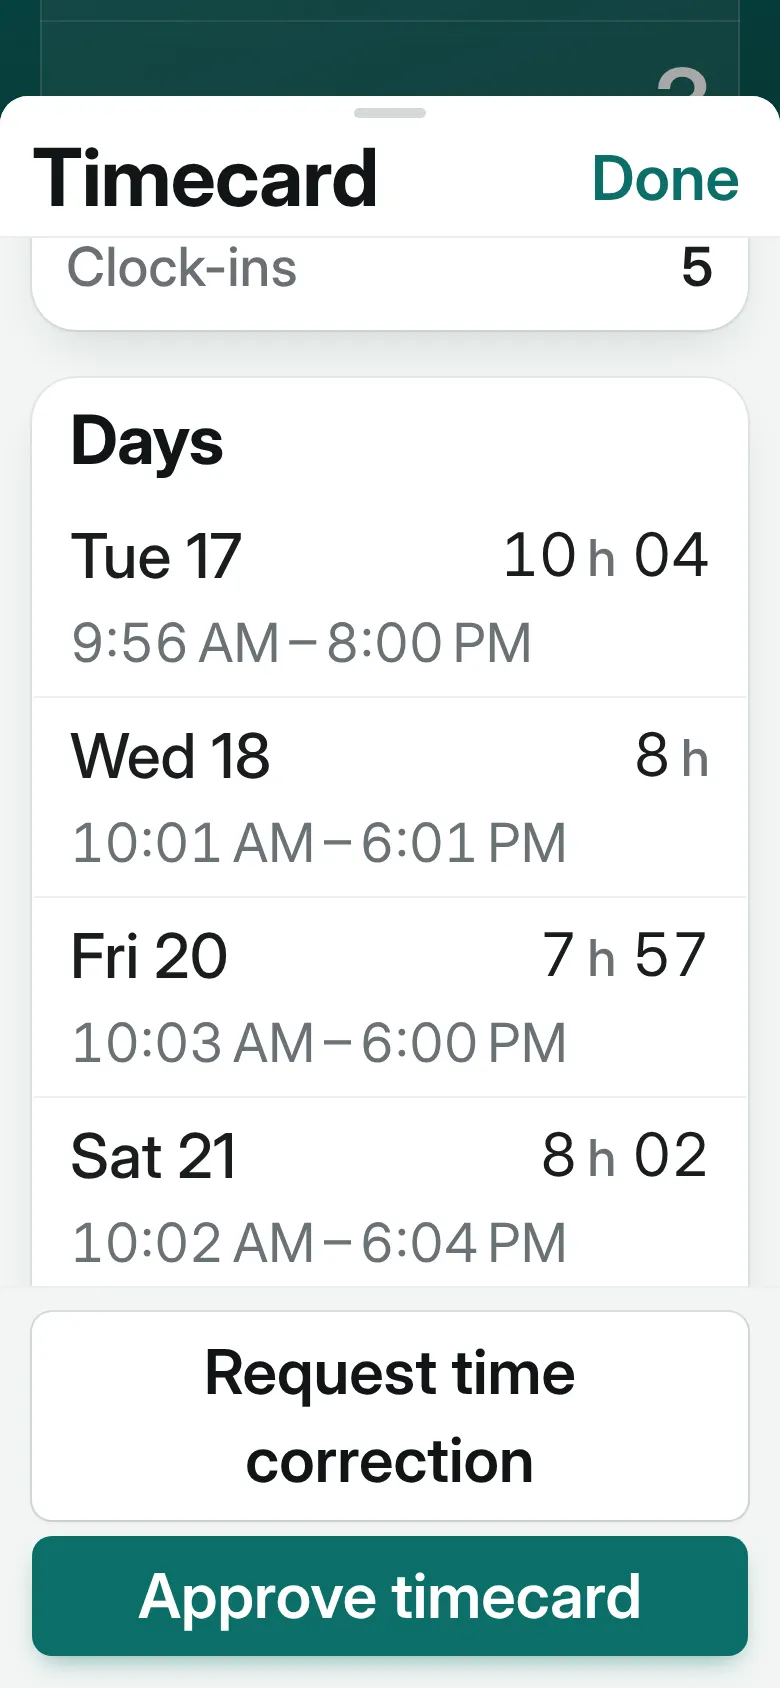 Timecard Done
Clock-ins 5
Days
Tue 17 10 h 04
9:56 AM – 8:00 PM
Wed 18 8 h
10:01 AM – 6:01 PM
Fri 20 7 h 57
10:03 AM – 6:00 PM
Sat 21 8 h 02
10:02 AM – 6:04 PM
Request time
correction
Approve timecard